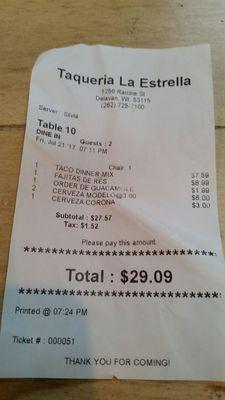 Taqueria La Estrella
1256 Racine St
Delavan, WI 53115
(262) 725-7100
Server: Silvia
Table 10 Guests : 2
DINE IN
Fri, Jul 21 '17 07:11 PM
Chair: 1
1 TACO DINNER MIX $7.59
1 FAJITAS DE RES $8.99
1 ORDER DE GUACAMOLE $1.99
2 CERVEZA MODELO@3.00 $6.00
1 CERVEZA CORONA $3.00
Subtotal : $27.57
Tax: $1.52
Please pay this amount
Total : $29.09
Printed @ 07:24 PM
Ticket # : 000051
THANK YOU FOR COMING!